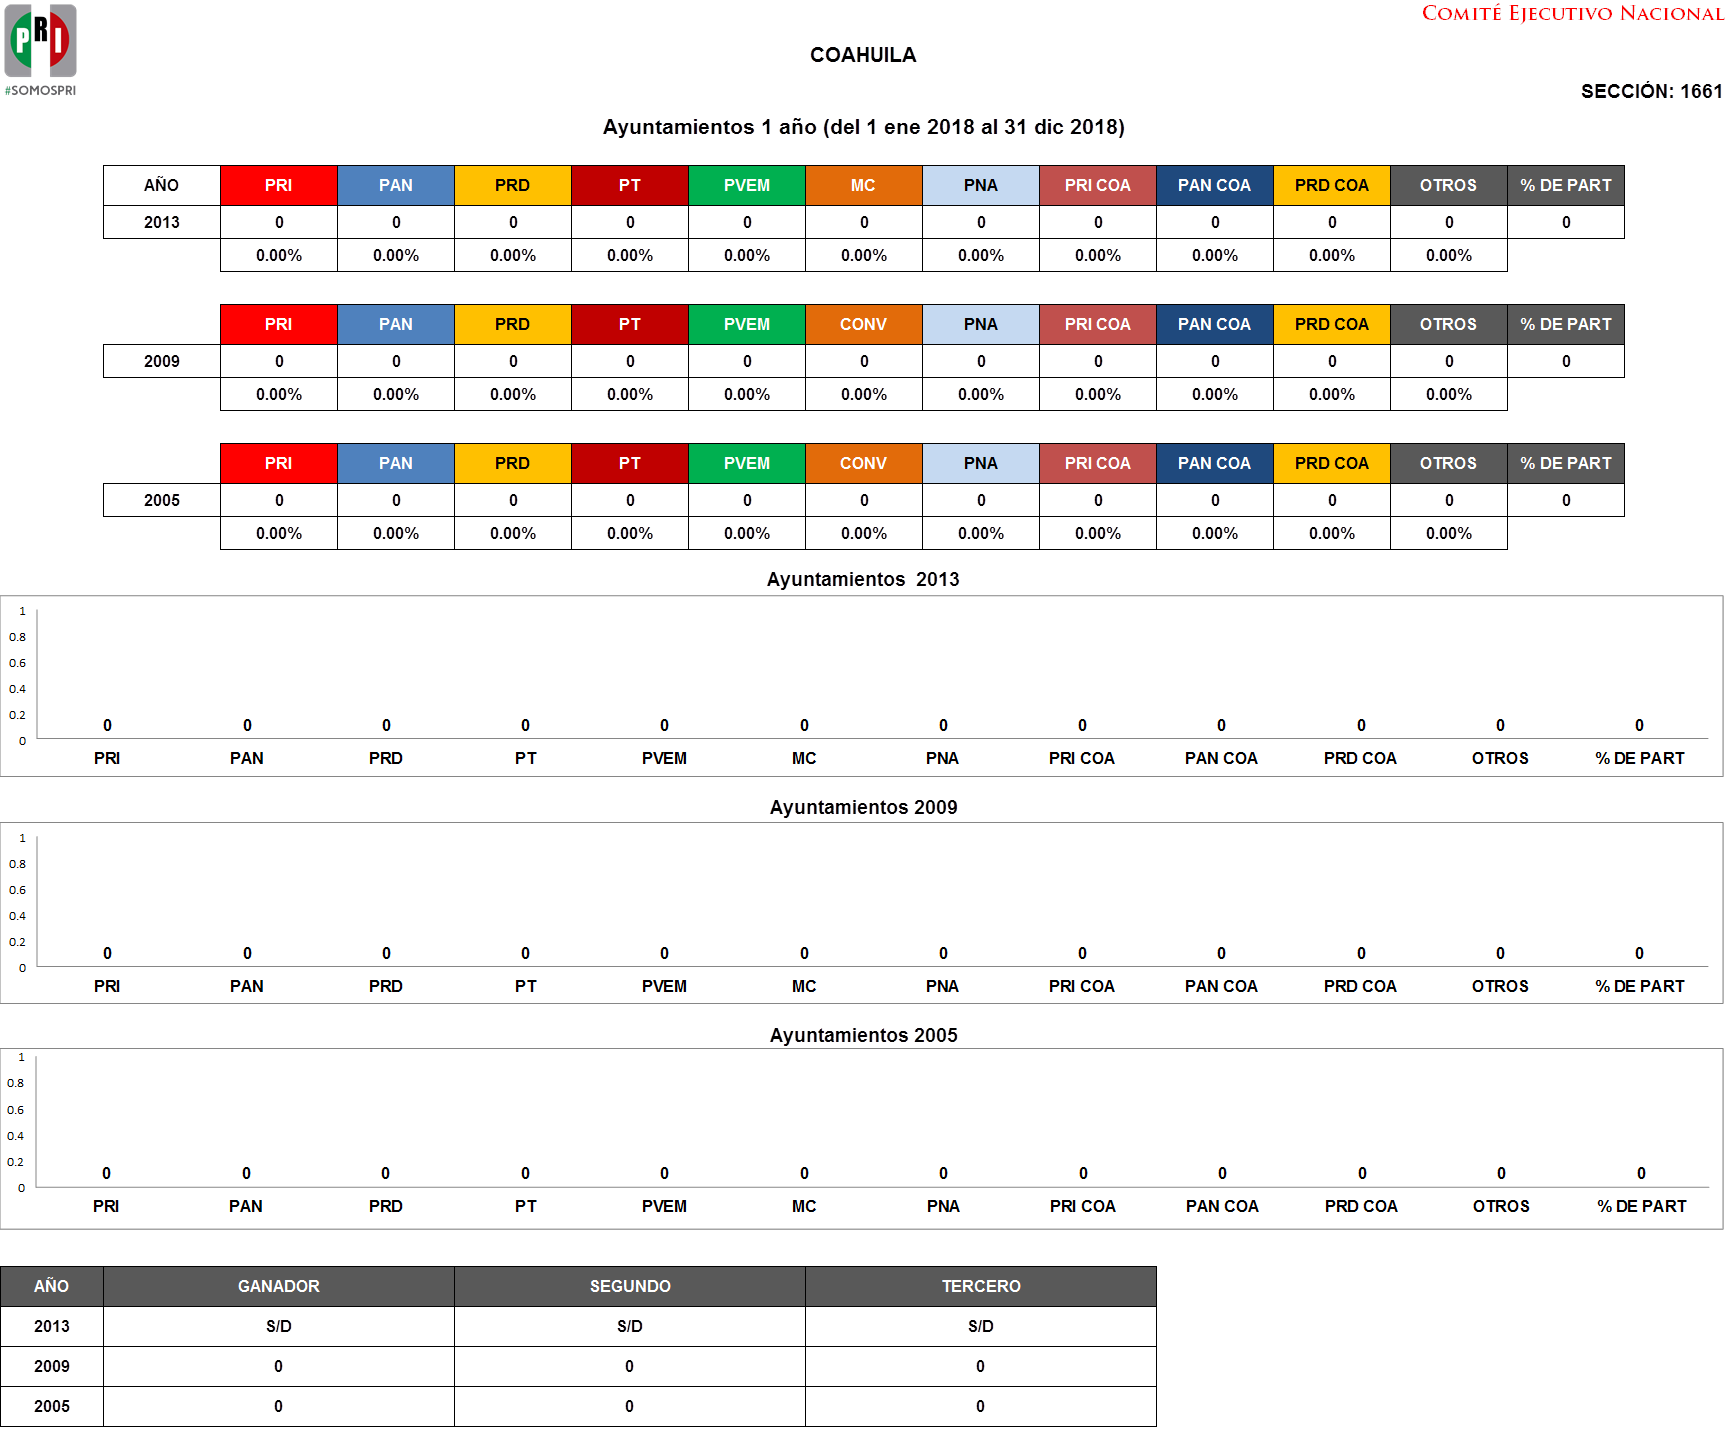 PRI
#SOMOSPRI
COMITÉ EJECUTIVO NACIONAL
COAHUILA
SECCIÓN: 1661
Ayuntamientos 1 año (del 1 ene 2018 al 31 dic 2018)
AÑO PRI PAN PRD PT PVEM MC PNA PRI COA PAN COA PRD COA OTROS % DE PART
2013 0 0 0 0 0 0 0 0 0 0 0 0
0.00% 0.00% 0.00% 0.00% 0.00% 0.00% 0.00% 0.00% 0.00% 0.00% 0.00%
PRI PAN PRD PT PVEM CONV PNA PRI COA PAN COA PRD COA OTROS % DE PART
2009 0 0 0 0 0 0 0 0 0 0 0 0
0.00% 0.00% 0.00% 0.00% 0.00% 0.00% 0.00% 0.00% 0.00% 0.00% 0.00%
PRI PAN PRD PT PVEM CONV PNA PRI COA PAN COA PRD COA OTROS % DE PART
2005 0 0 0 0 0 0 0 0 0 0 0 0
0.00% 0.00% 0.00% 0.00% 0.00% 0.00% 0.00% 0.00% 0.00% 0.00% 0.00%
Ayuntamientos 2013
1
0.8
0.6
0.4
0.2
0
0 0 0 0 0 0 0 0 0 0 0 0
PRI PAN PRD PT PVEM MC PNA PRI COA PAN COA PRD COA OTROS % DE PART
Ayuntamientos 2009
1
0.8
0.6
0.4
0.2
0
0 0 0 0 0 0 0 0 0 0 0 0
PRI PAN PRD PT PVEM MC PNA PRI COA PAN COA PRD COA OTROS % DE PART
Ayuntamientos 2005
1
0.8
0.6
0.4
0.2
0
0 0 0 0 0 0 0 0 0 0 0 0
PRI PAN PRD PT PVEM MC PNA PRI COA PAN COA PRD COA OTROS % DE PART
AÑO GANADOR SEGUNDO TERCERO
2013 S/D S/D S/D
2009 0 0 0
2005 0 0 0